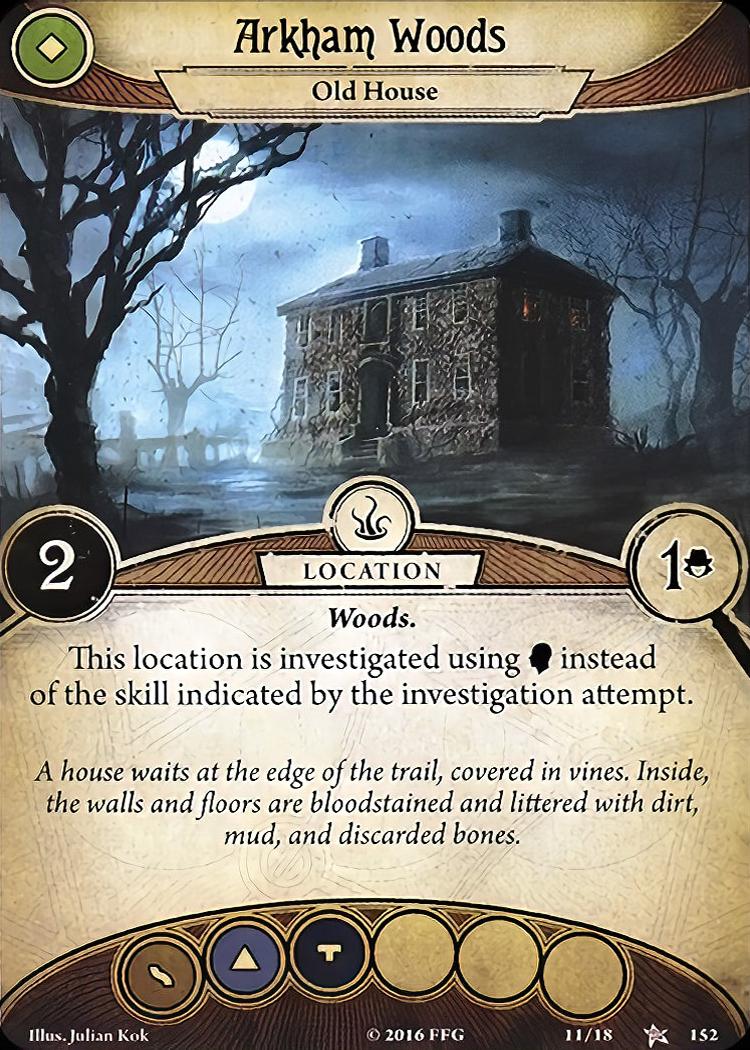 Arkham Woods
Old House
2
1
LOCATION
Woods.
This location is investigated using instead
of the skill indicated by the investigation attempt.
A house waits at the edge of the trail, covered in vines. Inside,
the walls and floors are bloodstained and littered with dirt,
mud, and discarded bones.
Illus. Julian Kok
© 2016 FFG
11/18
152